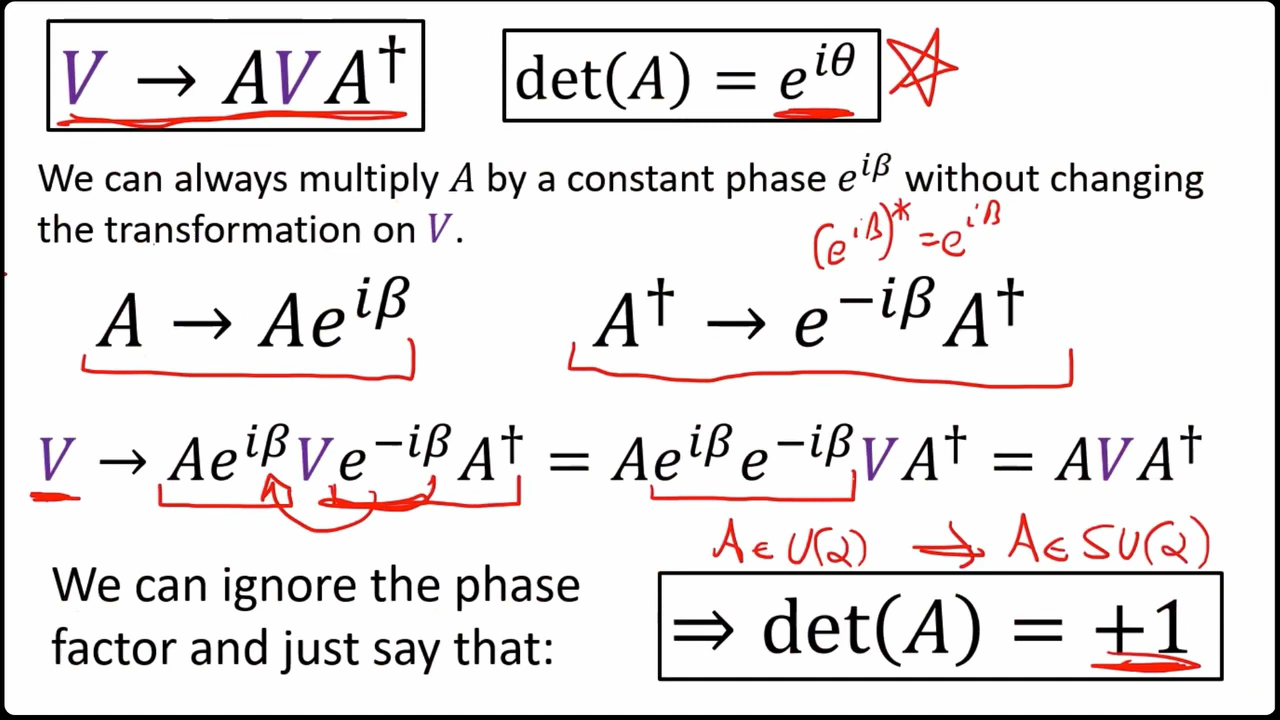 V → AVA†
det(A) = e^{iθ}
We can always multiply A by a constant phase e^{iβ} without changing
the transformation on V.
(e^{iβ})* = e^{iβ}
A → Ae^{iβ}
A† → e^{−iβ}A†
V → Ae^{iβ}Ve^{−iβ}A† = Ae^{iβ}e^{−iβ}VA† = AVA†
A ∈ U(2) ⇒ A ∈ SU(2)
We can ignore the phase
factor and just say that:
⇒ det(A) = +1